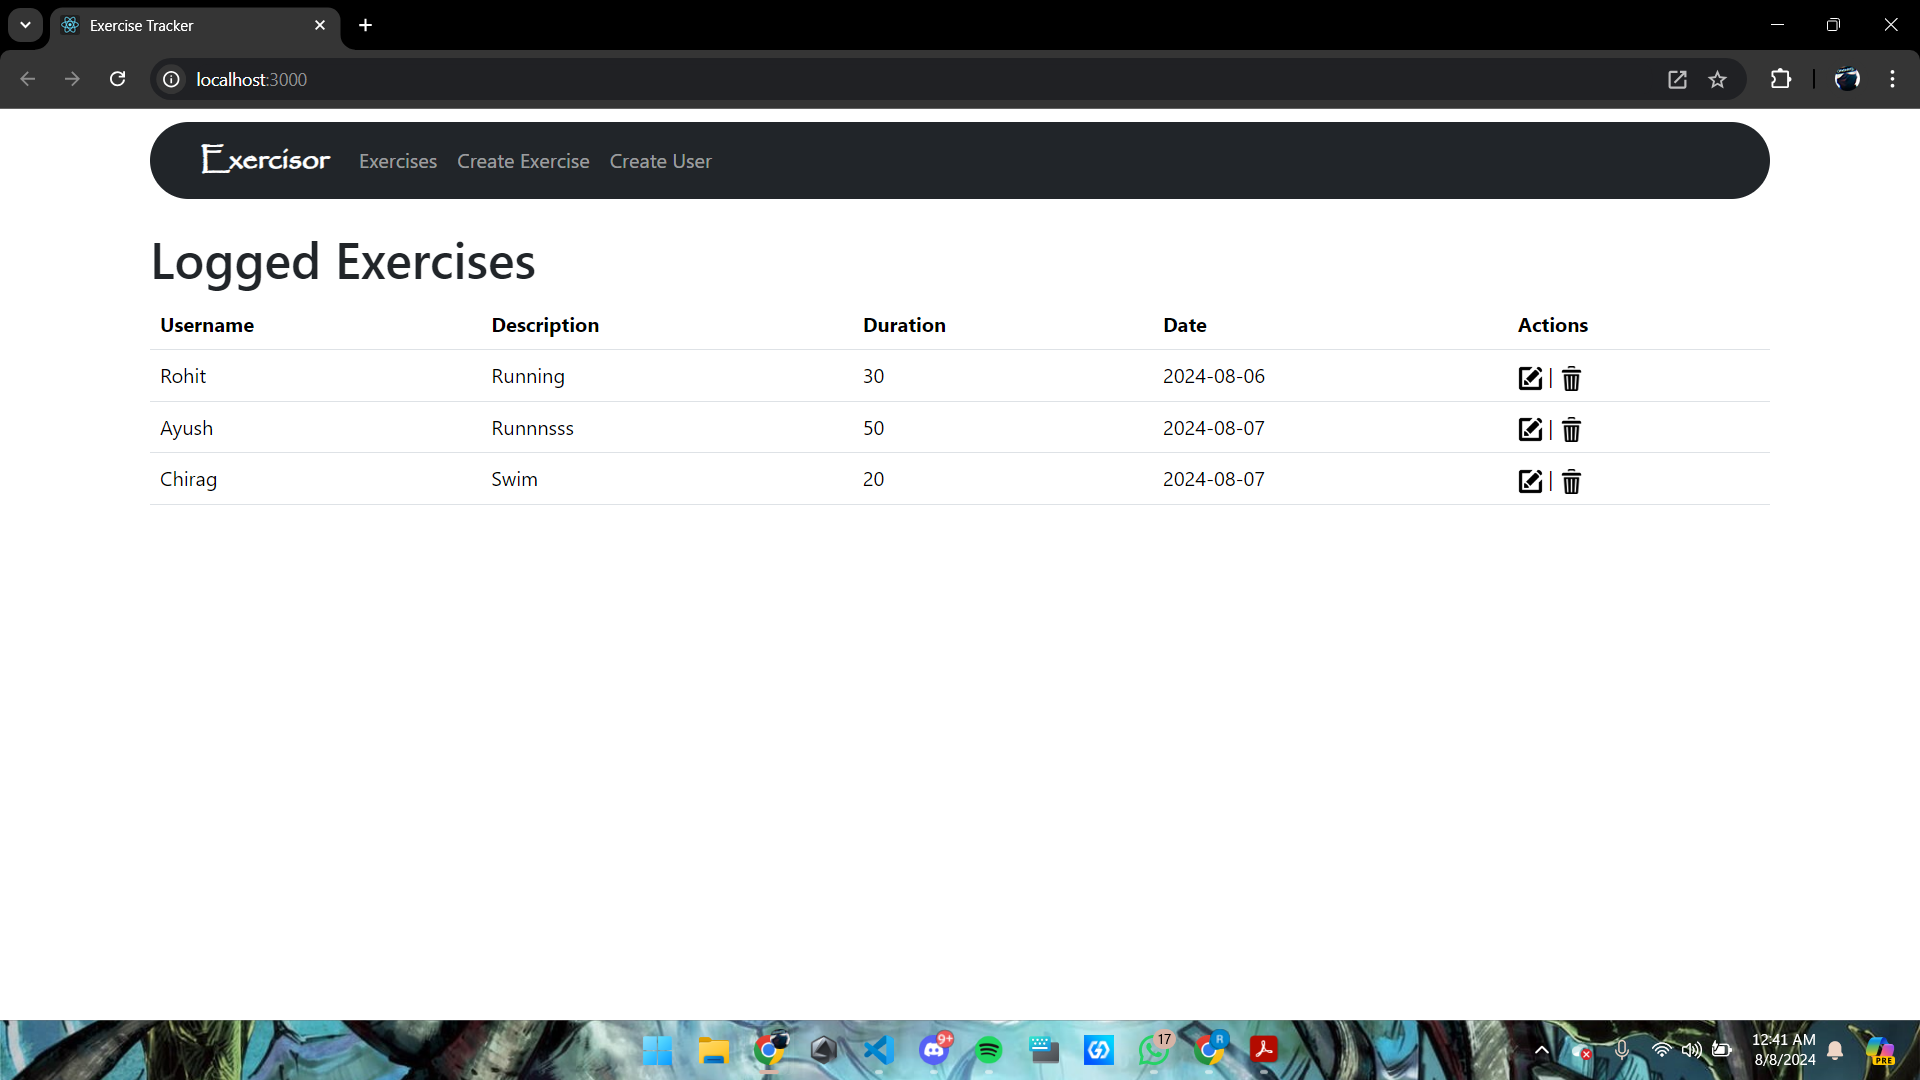 Exercise Tracker
localhost:3000
Exercisor Exercises Create Exercise Create User
Logged Exercises
Username Description Duration Date Actions
Rohit Running 30 2024-08-06 |
Ayush Runnnsss 50 2024-08-07 |
Chirag Swim 20 2024-08-07 |
9+ 17 R
12:41 AM
8/8/2024
PRE